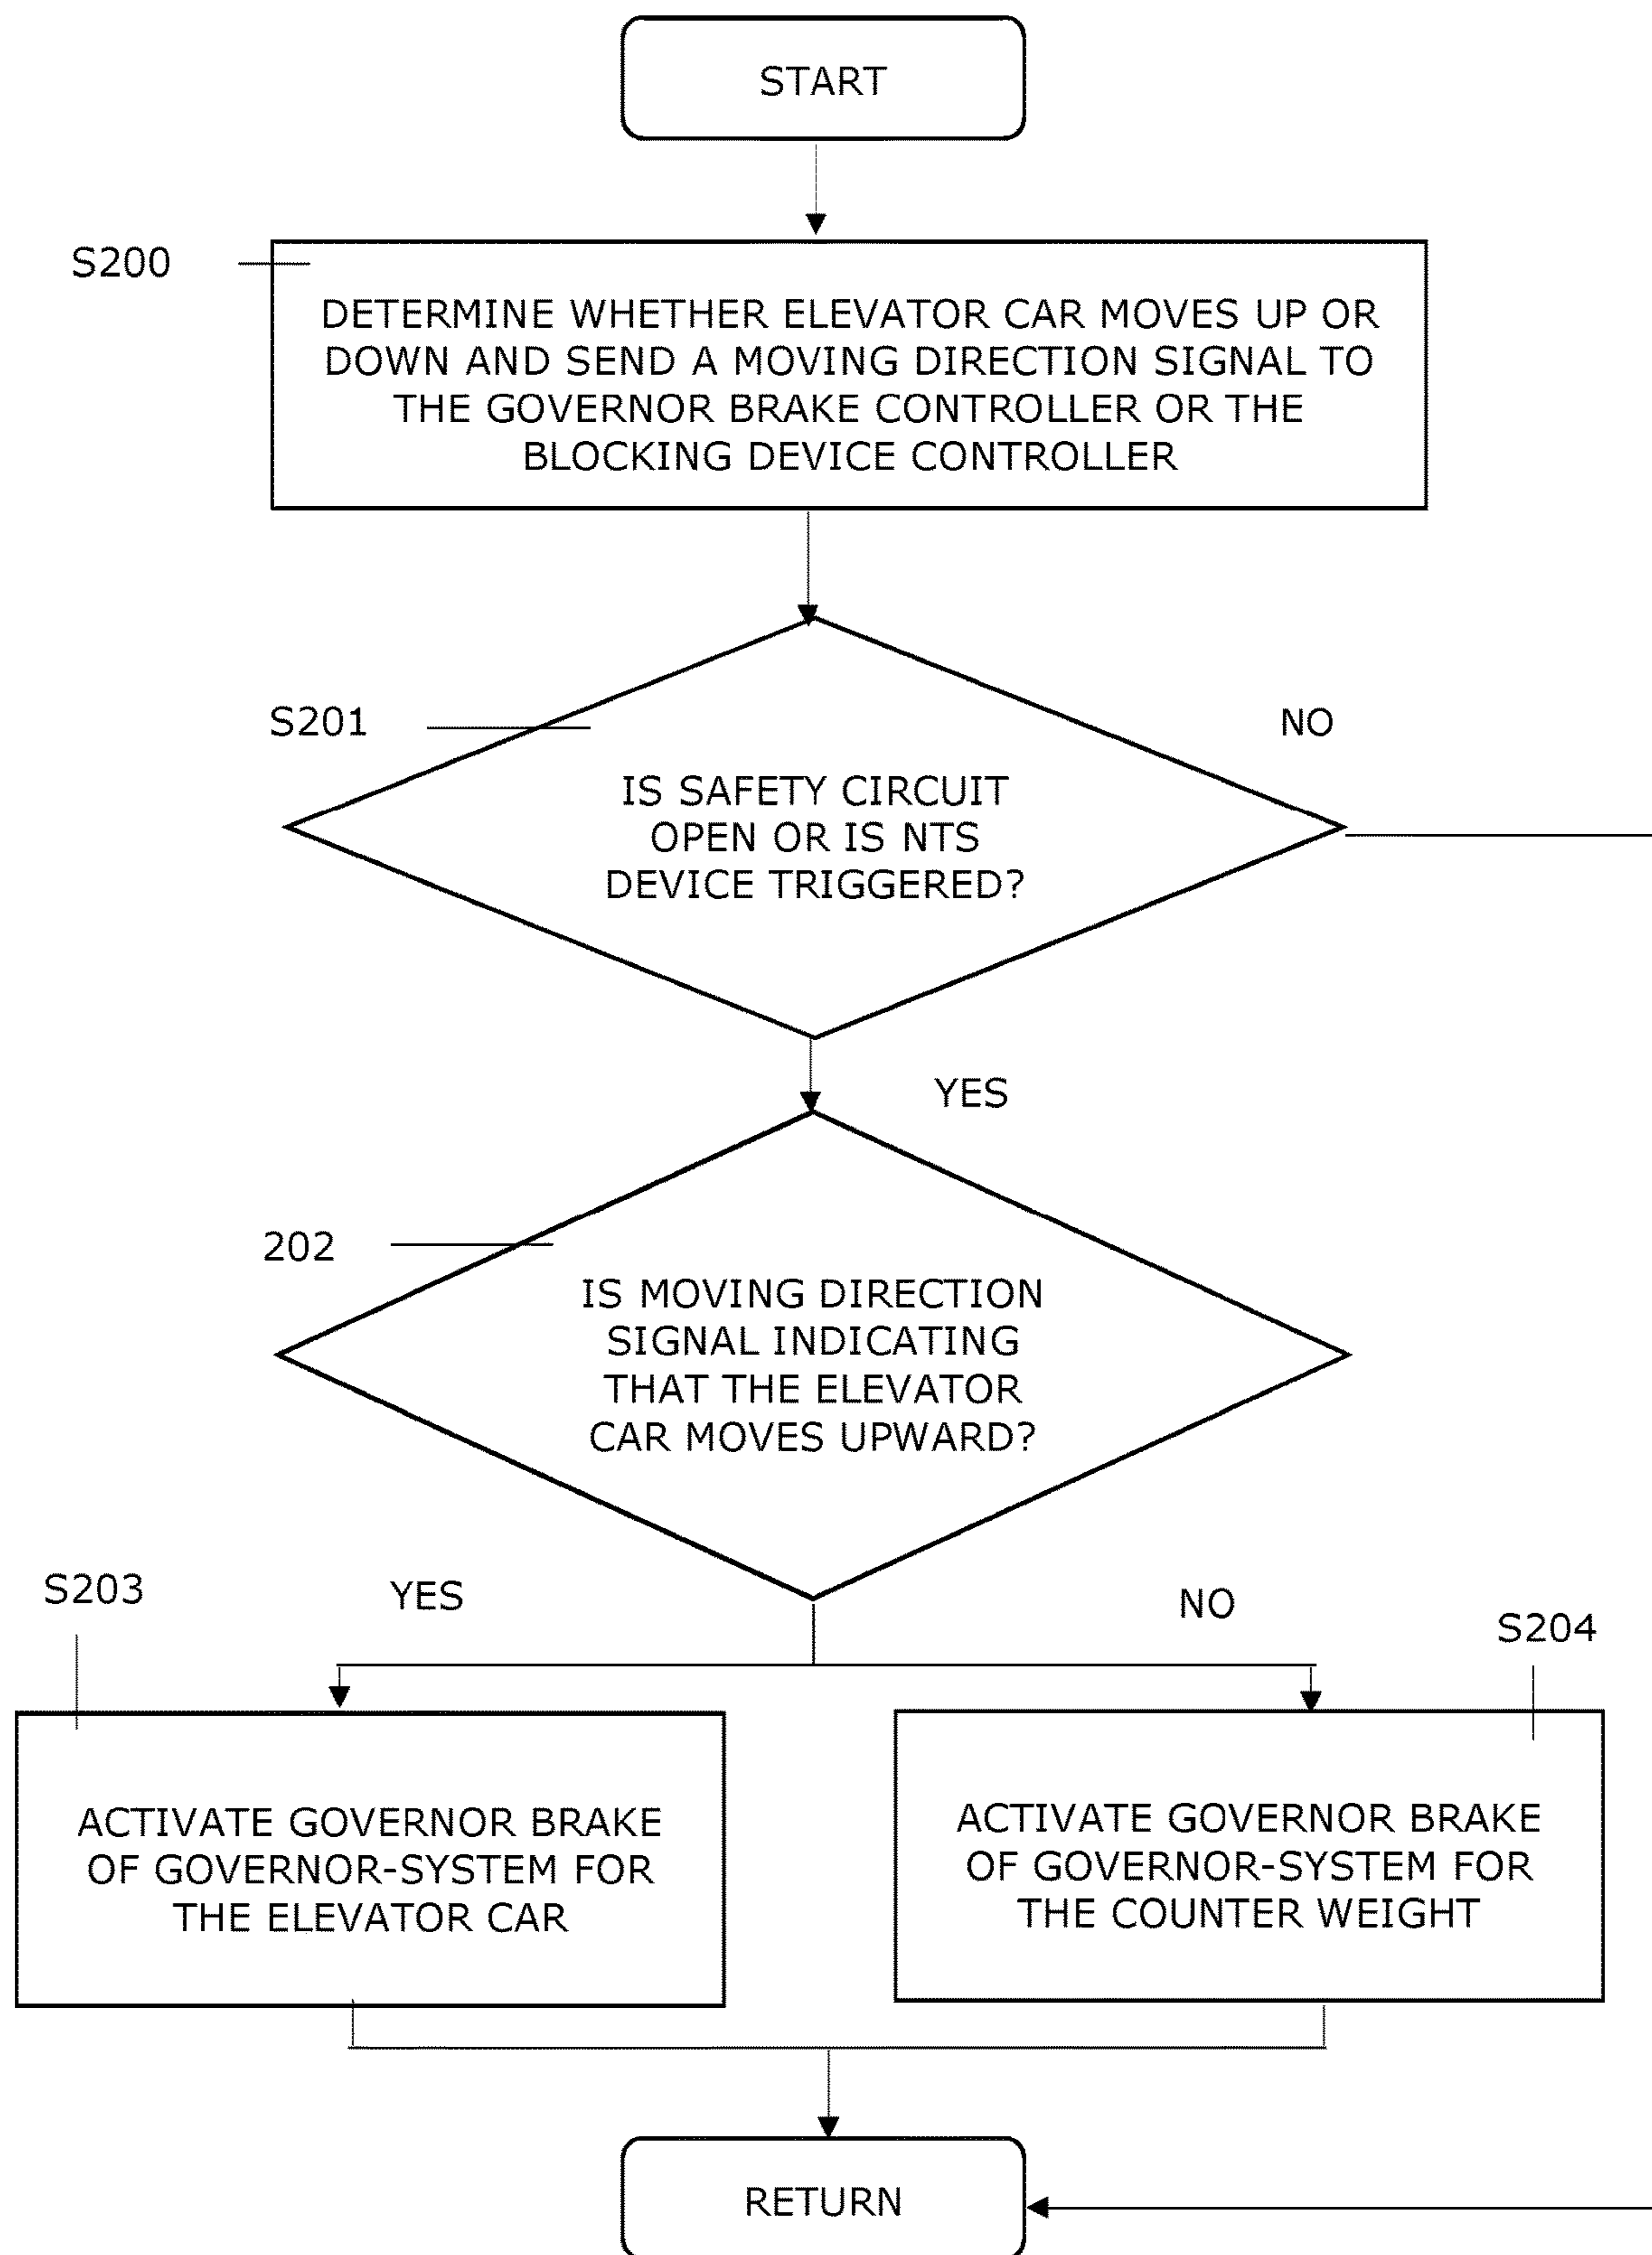 START
S200
DETERMINE WHETHER ELEVATOR CAR MOVES UP OR
DOWN AND SEND A MOVING DIRECTION SIGNAL TO
THE GOVERNOR BRAKE CONTROLLER OR THE
BLOCKING DEVICE CONTROLLER
S201
NO
IS SAFETY CIRCUIT
OPEN OR IS NTS
DEVICE TRIGGERED?
YES
202
IS MOVING DIRECTION
SIGNAL INDICATING
THAT THE ELEVATOR
CAR MOVES UPWARD?
S203
YES
NO
S204
ACTIVATE GOVERNOR BRAKE
OF GOVERNOR-SYSTEM FOR
THE ELEVATOR CAR
ACTIVATE GOVERNOR BRAKE
OF GOVERNOR-SYSTEM FOR
THE COUNTER WEIGHT
RETURN